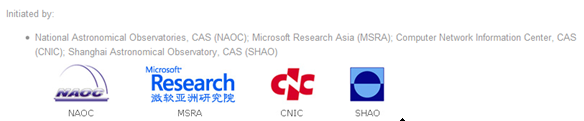 Initiated by:
National Astronomical Observatories, CAS (NAOC); Microsoft Research Asia (MSRA); Computer Network Information Center, CAS
(CNIC); Shanghai Astronomical Observatory, CAS (SHAO)
NAOC
Microsoft®
Research
微软亚洲研究院
CNIC
NAOC
MSRA
CNIC
SHAO